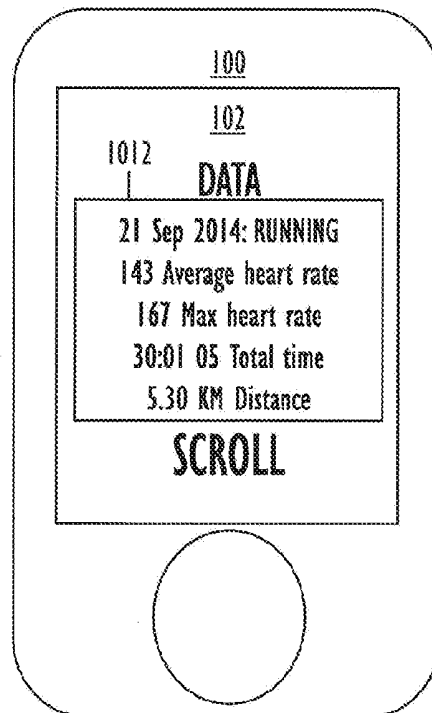 100
102
1012
DATA
21 Sep 2014: RUNNING
143 Average heart rate
167 Max heart rate
30:01 05 Total time
5.30 KM Distance
SCROLL